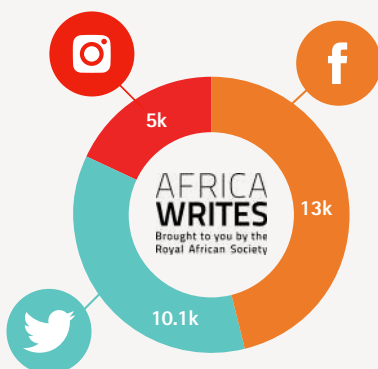 5k
13k
AFRICA
WRITES
Brought to you by the
Royal African Society
10.1k